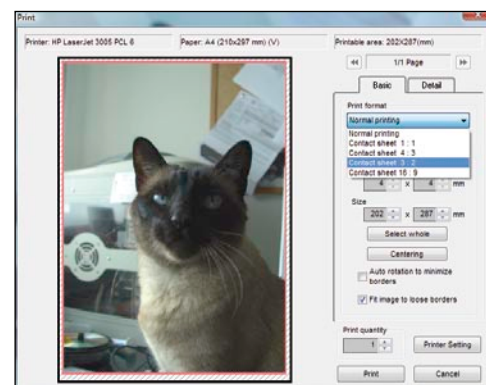 Print
Printer: HP LaserJet 3005 PCL 6
Paper: A4 (210x297 mm) (V)
Printable area: 202X287(mm)
1/1 Page
Basic
Detail
Print format
Normal printing
Normal printing
Contact sheet 1 : 1
Contact sheet 4 : 3
Contact sheet 3 : 2
Contact sheet 16 : 9
4 x 4 mm
Size
202 x 287 mm
Select whole
Centering
Auto rotation to minimize
borders
Fit image to loose borders
Print quantity
1
Printer Setting
Print
Cancel